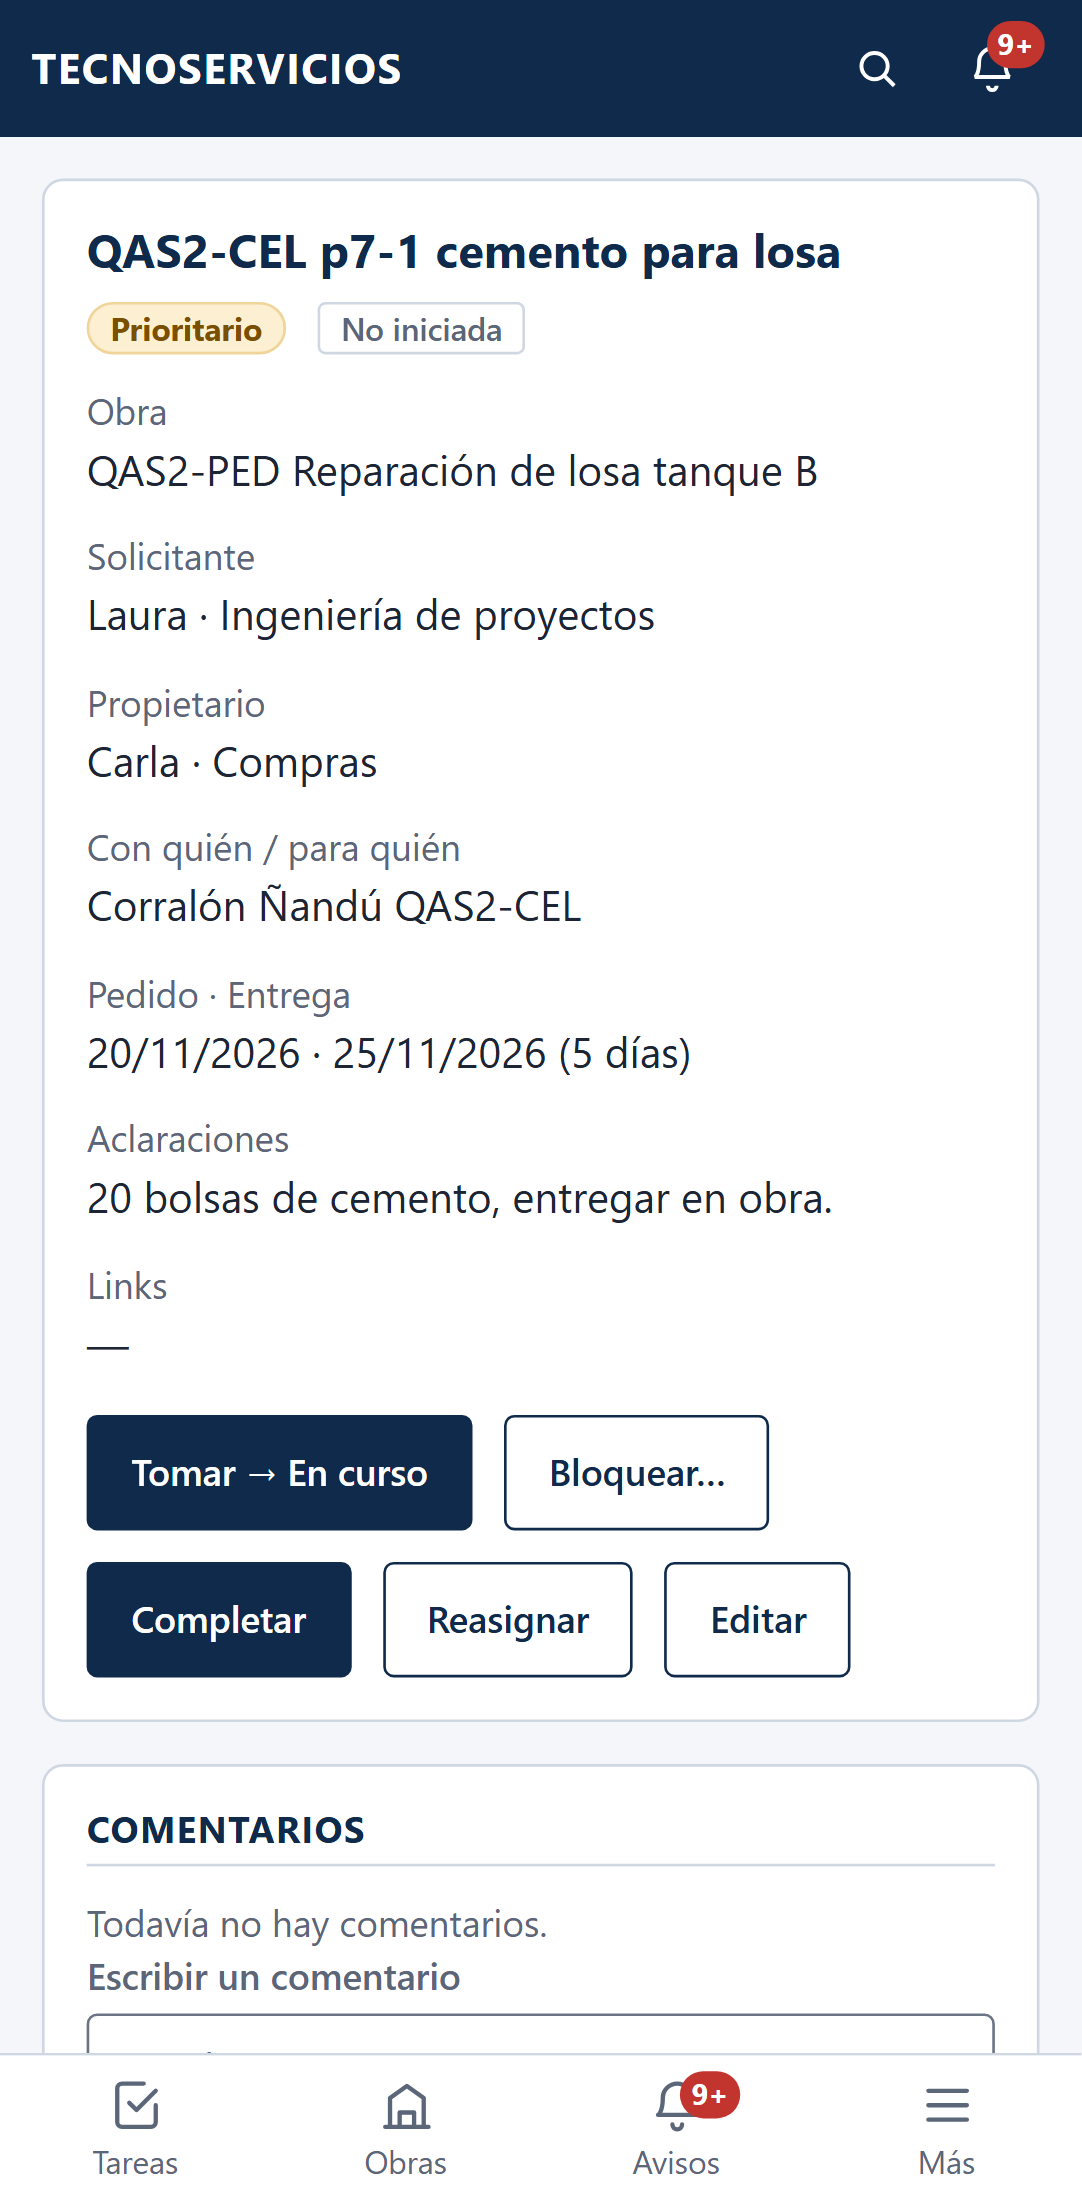 TECNOSERVICIOS
9+
QAS2-CEL p7-1 cemento para losa
Prioritario
No iniciada
Obra
QAS2-PED Reparación de losa tanque B
Solicitante
Laura · Ingeniería de proyectos
Propietario
Carla · Compras
Con quién / para quién
Corralón Ñandú QAS2-CEL
Pedido · Entrega
20/11/2026 · 25/11/2026 (5 días)
Aclaraciones
20 bolsas de cemento, entregar en obra.
Links
—
Tomar → En curso
Bloquear...
Completar
Reasignar
Editar
COMENTARIOS
Todavía no hay comentarios.
Escribir un comentario
9+
Tareas
Obras
Avisos
Más